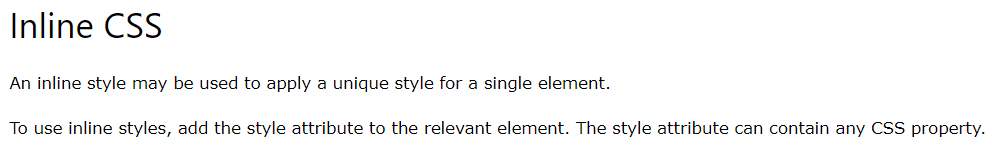 Inline CSS
An inline style may be used to apply a unique style for a single element.
To use inline styles, add the style attribute to the relevant element. The style attribute can contain any CSS property.